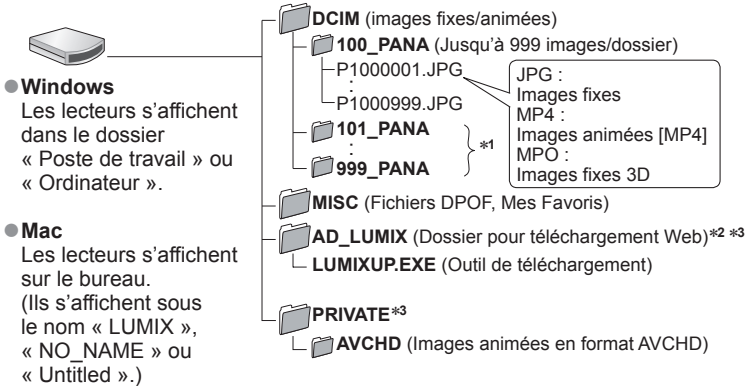 ●Windows
Les lecteurs s’affichent
dans le dossier
« Poste de travail » ou
« Ordinateur ».
●Mac
Les lecteurs s’affichent
sur le bureau.
(Ils s’affichent sous
le nom « LUMIX »,
« NO_NAME » ou
« Untitled ».)
DCIM (images fixes/animées)
100_PANA (Jusqu’à 999 images/dossier)
P1000001.JPG
:
P1000999.JPG
JPG :
Images fixes
MP4 :
Images animées [MP4]
MPO :
Images fixes 3D
101_PANA
:
999_PANA
*1
MISC (Fichiers DPOF, Mes Favoris)
AD_LUMIX (Dossier pour téléchargement Web)*2 *3
LUMIXUP.EXE (Outil de téléchargement)
PRIVATE*3
AVCHD (Images animées en format AVCHD)